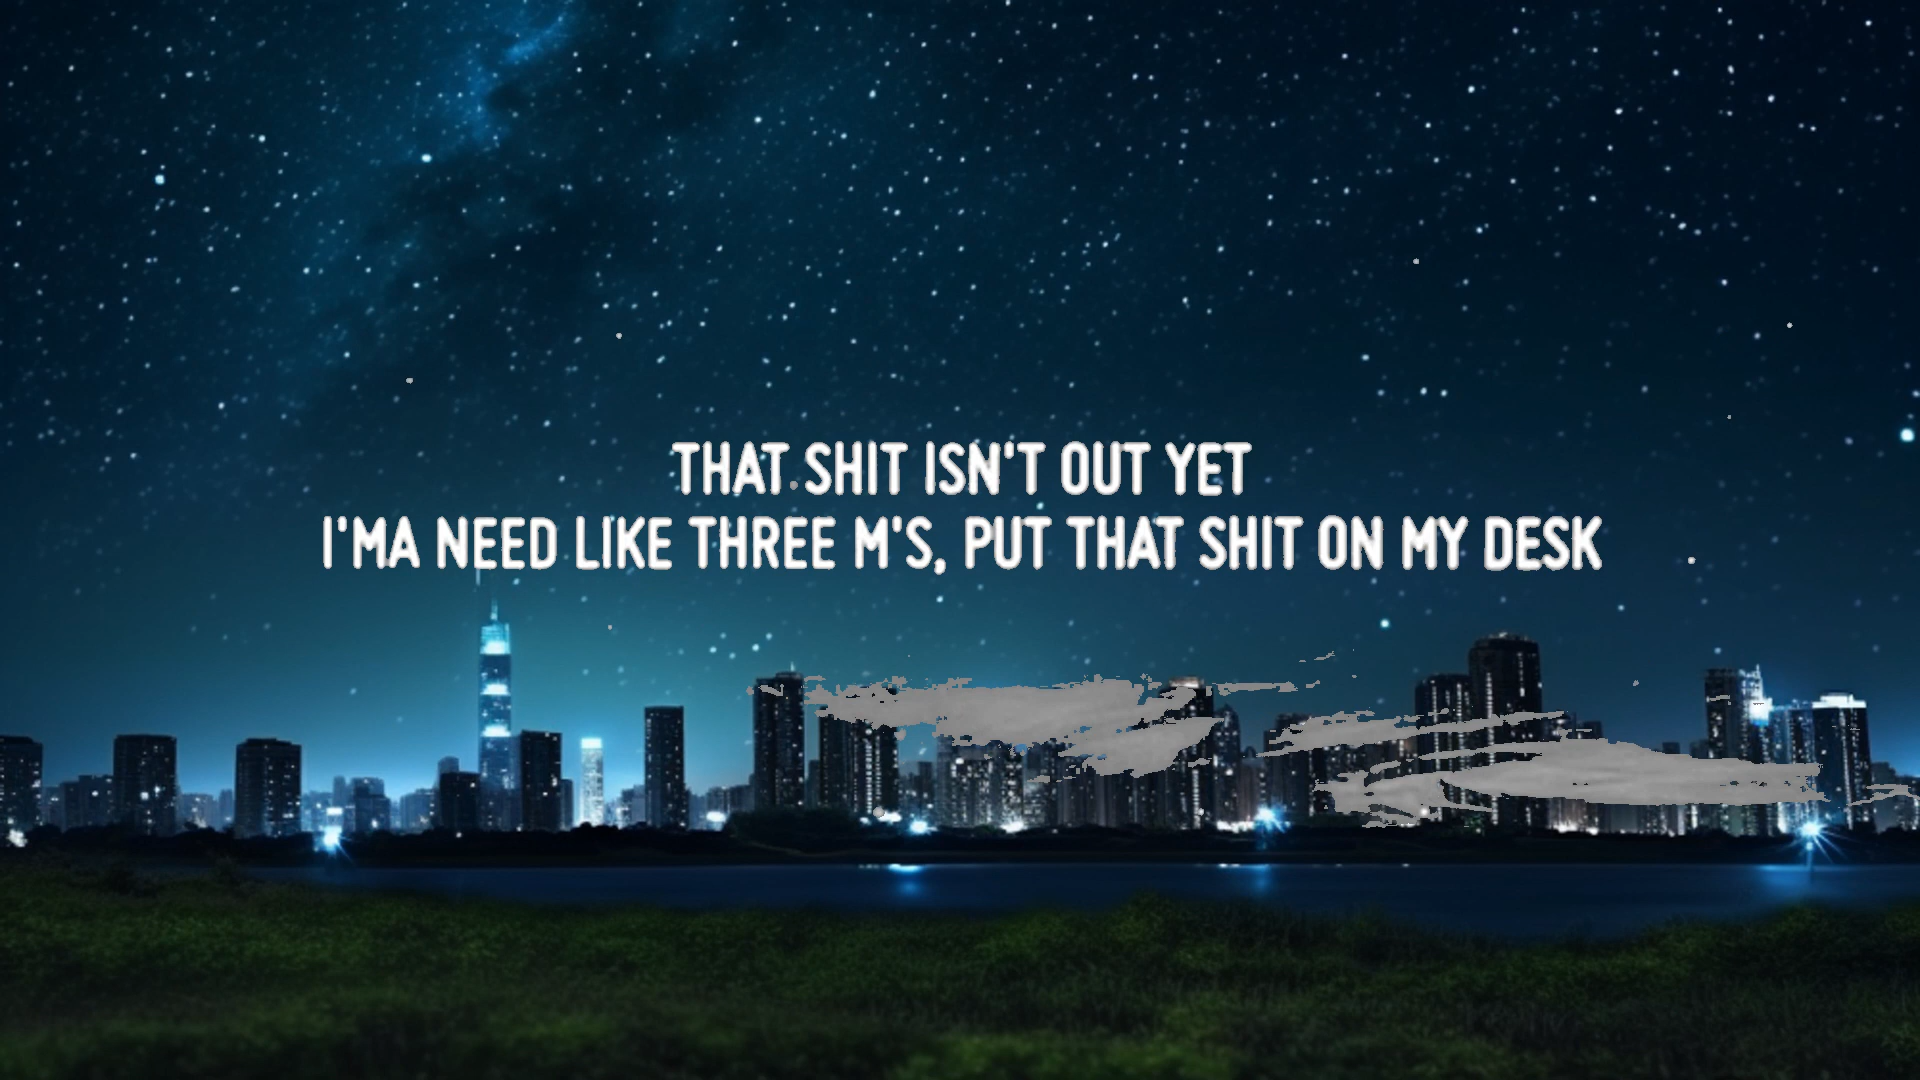 THAT SHIT ISN'T OUT YET
I'MA NEED LIKE THREE M'S, PUT THAT SHIT ON MY DESK